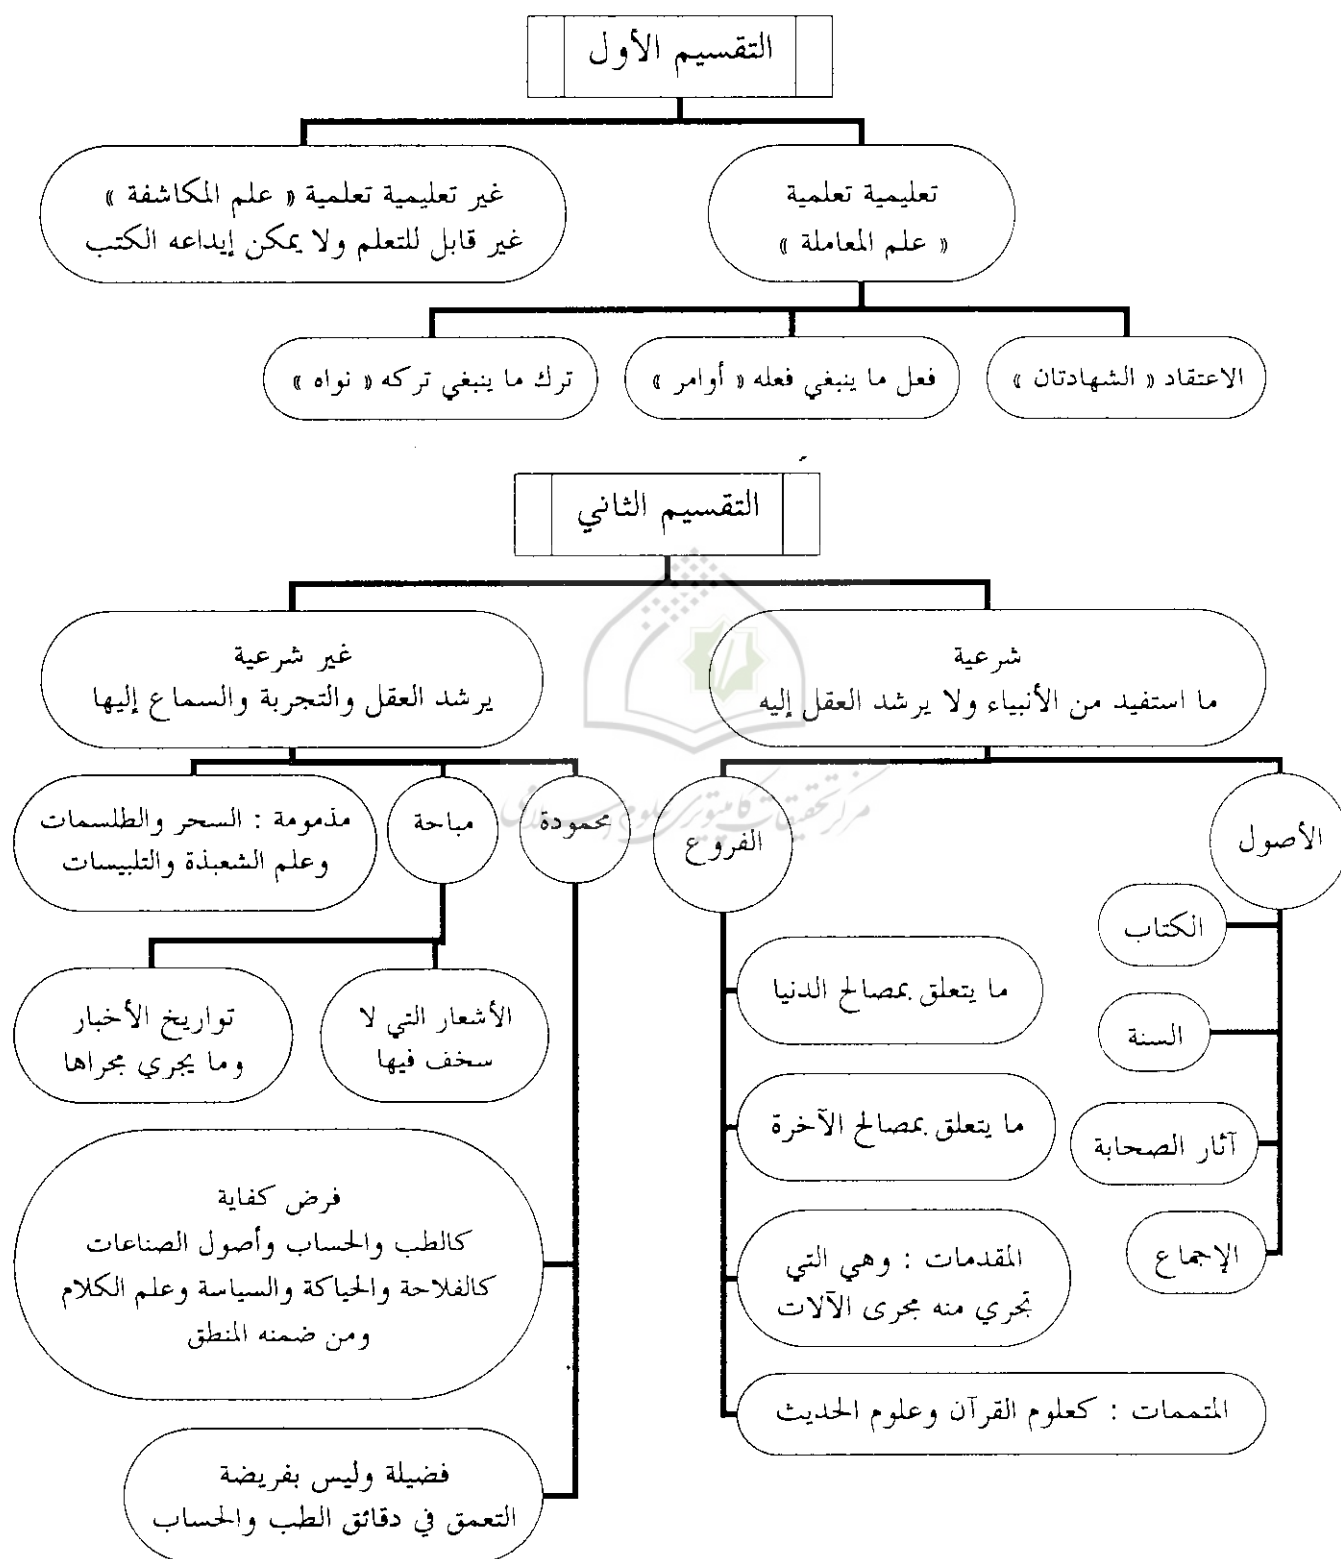 التقسيم الأول
تعليمية تعلمية
« علم المعاملة »
غير تعليمية تعلمية « علم المكاشفة »
غير قابل للتعلم ولا يمكن إيداعه الكتب
الاعتقاد « الشهادتان »
فعل ما ينبغي فعله « أوامر »
ترك ما ينبغي تركه « نواه »
التقسيم الثاني
شرعية
ما استفيد من الأنبياء ولا يرشد العقل إليه
غير شرعية
يرشد العقل والتجربة والسماع إليها
الأصول
الكتاب
السنة
آثار الصحابة
الإجماع
الفروع
ما يتعلق بمصالح الدنيا
ما يتعلق بمصالح الآخرة
المقدمات : وهي التي
تجري منه مجرى الآلات
المتممات : كعلوم القرآن وعلوم الحديث
محمودة
مباحة
مذمومة : السحر والطلسمات
وعلم الشعبذة والتلبيسات
الأشعار التي لا
سخف فيها
تواريخ الأخبار
وما يجري مجراها
فرض كفاية
كالطب والحساب وأصول الصناعات
كالفلاحة والحياكة والسياسة وعلم الكلام
ومن ضمنه المنطق
فضيلة وليس بفريضة
التعمق في دقائق الطب والحساب
مركز تحقيقات كامپيوتری علوم اسلامی